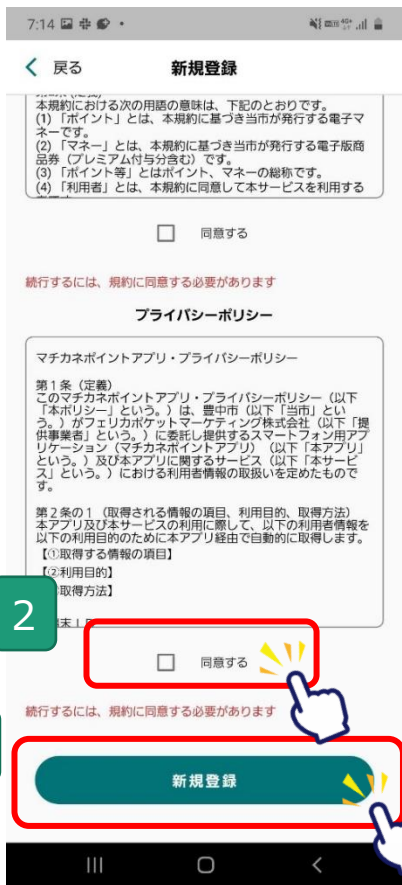 7:14
戻る
新規登録
本規約における次の用語の意味は、下記のとおりです。
(1) 「ポイント」とは、本規約に基づき当市が発行する電子マ
ネーです。
(2) 「マネー」とは、本規約に基づき当市が発行する電子版商
品券（プレミアム付与分含む）です。
(3) 「ポイント等」とはポイント、マネーの総称です。
(4) 「利用者」とは、本規約に同意して本サービスを利用する
同意する
続行するには、規約に同意する必要があります
プライバシーポリシー
マチカネポイントアプリ・プライバシーポリシー
第１条（定義）
このマチカネポイントアプリ・プライバシーポリシー（以下
「本ポリシー」という。）は、豊中市（以下「当市」とい
う。）がフェリカポケットマーケティング株式会社（以下「提
供事業者」という。）に委託し提供するスマートフォン用アプ
リケーション（マチカネポイントアプリ）（以下「本アプリ」
という。）及び本アプリに関するサービス（以下「本サービ
ス」という。）における利用者情報の取扱いを定めたもので
す。
第２条の１（取得される情報の項目、利用目的、取得方法）
本アプリ及び本サービスの利用に際して、以下の利用者情報を
以下の利用目的のために本アプリ経由で自動的に取得します。
【①取得する情報の項目】
【②利用目的】
取得方法】
2
同意する
続行するには、規約に同意する必要があります
新規登録